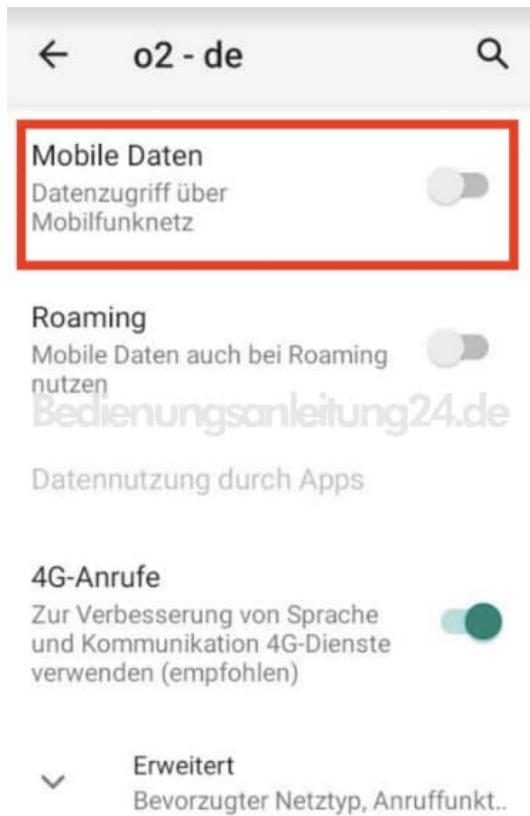 o2 - de
Mobile Daten
Datenzugriff über
Mobilfunknetz
Roaming
Mobile Daten auch bei Roaming
nutzen
Bedienungsanleitung24.de
Datennutzung durch Apps
4G-Anrufe
Zur Verbesserung von Sprache
und Kommunikation 4G-Dienste
verwenden (empfohlen)
Erweitert
Bevorzugter Netztyp, Anruffunkt..